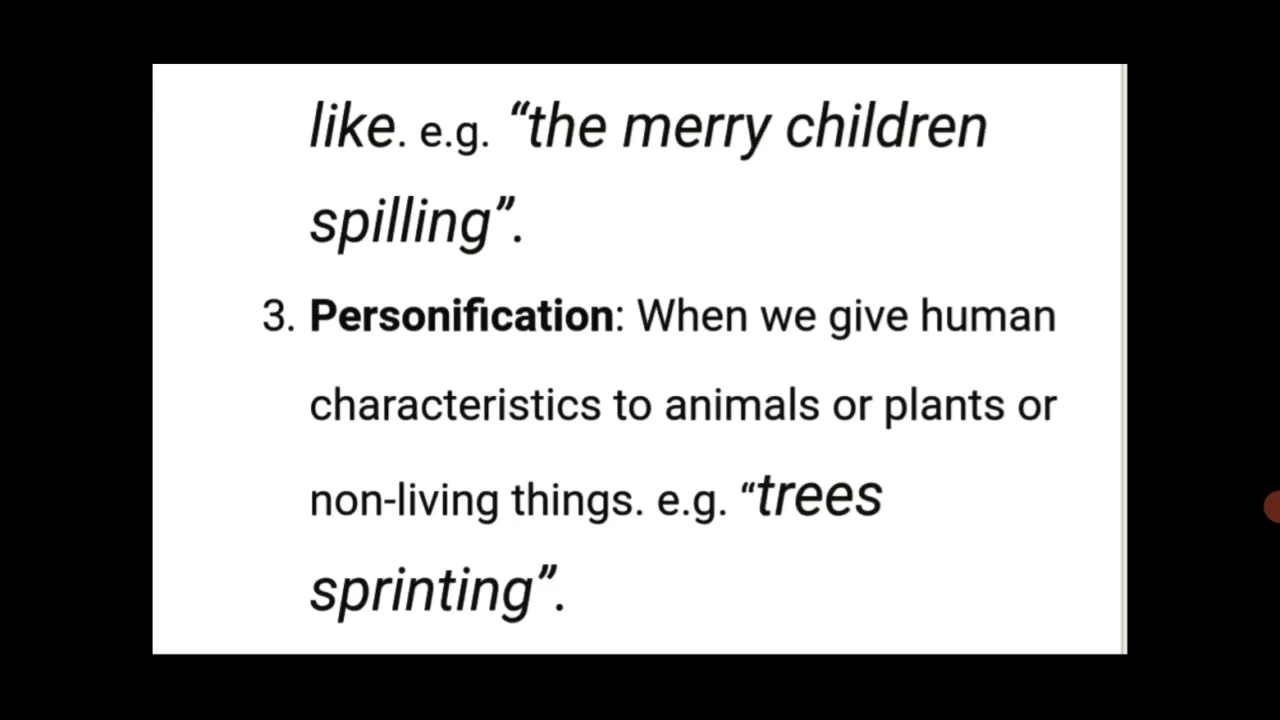 like. e.g. “the merry children
spilling”.
3. Personification: When we give human
characteristics to animals or plants or
non-living things. e.g. “trees
sprinting”.